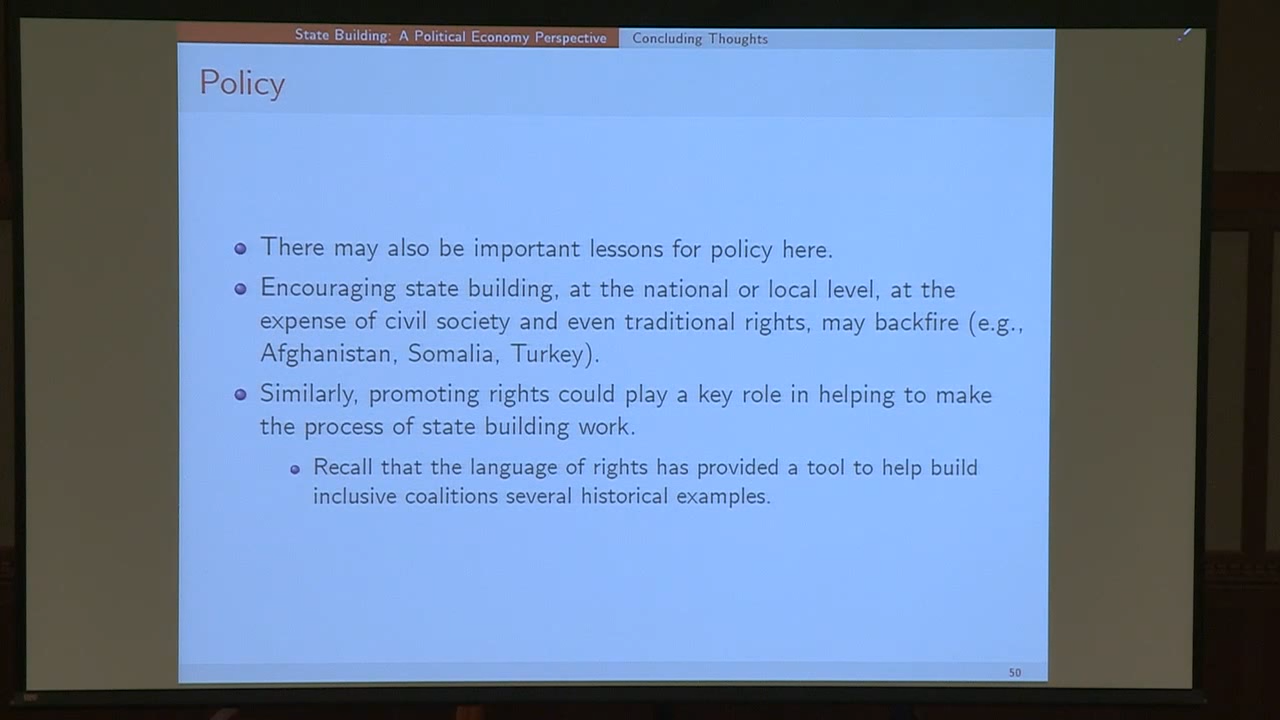 State Building: A Political Economy Perspective Concluding Thoughts
Policy
There may also be important lessons for policy here.
Encouraging state building, at the national or local level, at the
expense of civil society and even traditional rights, may backfire (e.g.,
Afghanistan, Somalia, Turkey).
Similarly, promoting rights could play a key role in helping to make
the process of state building work.
Recall that the language of rights has provided a tool to help build
inclusive coalitions several historical examples.
50